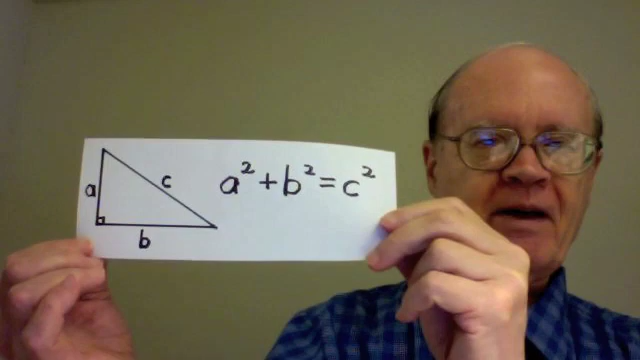 a
c
b
a² + b² = c²